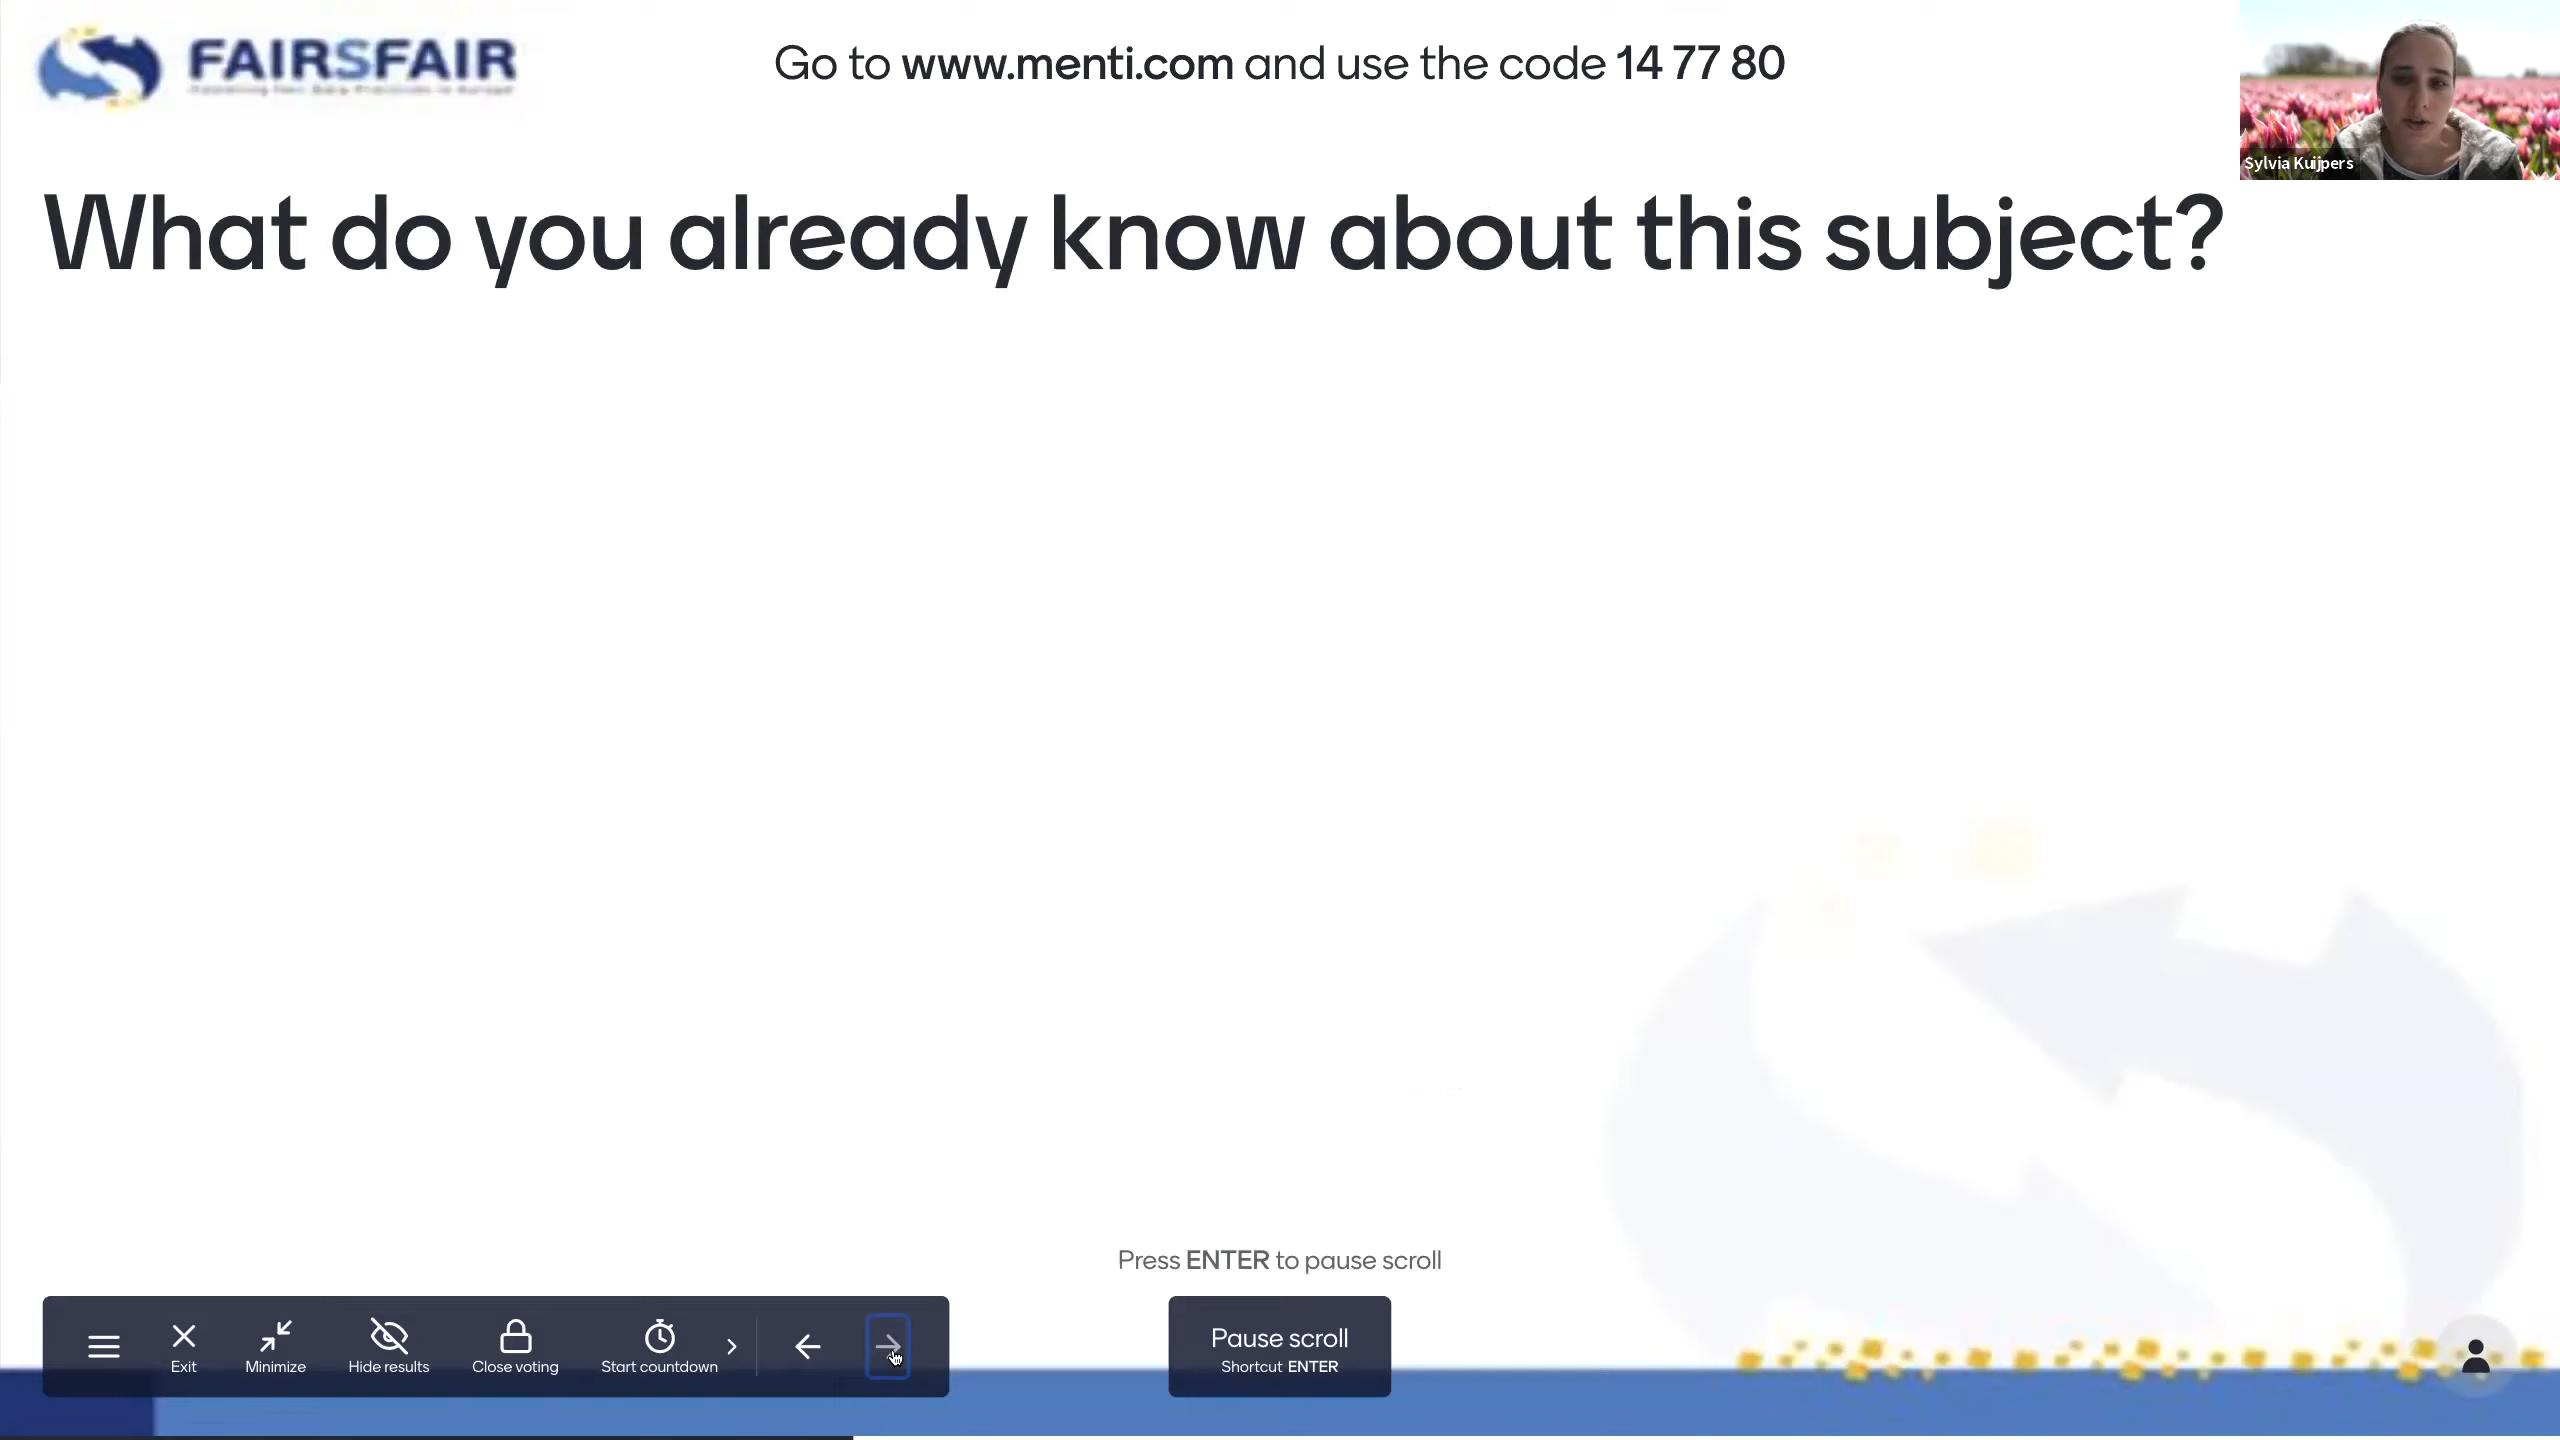 FAIRSFAIR
Go to www.menti.com and use the code 14 77 80
Sylvia Kuijpers
What do you already know about this subject?
Press ENTER to pause scroll
Exit
Minimize
Hide results
Close voting
Start countdown
Pause scroll
Shortcut ENTER